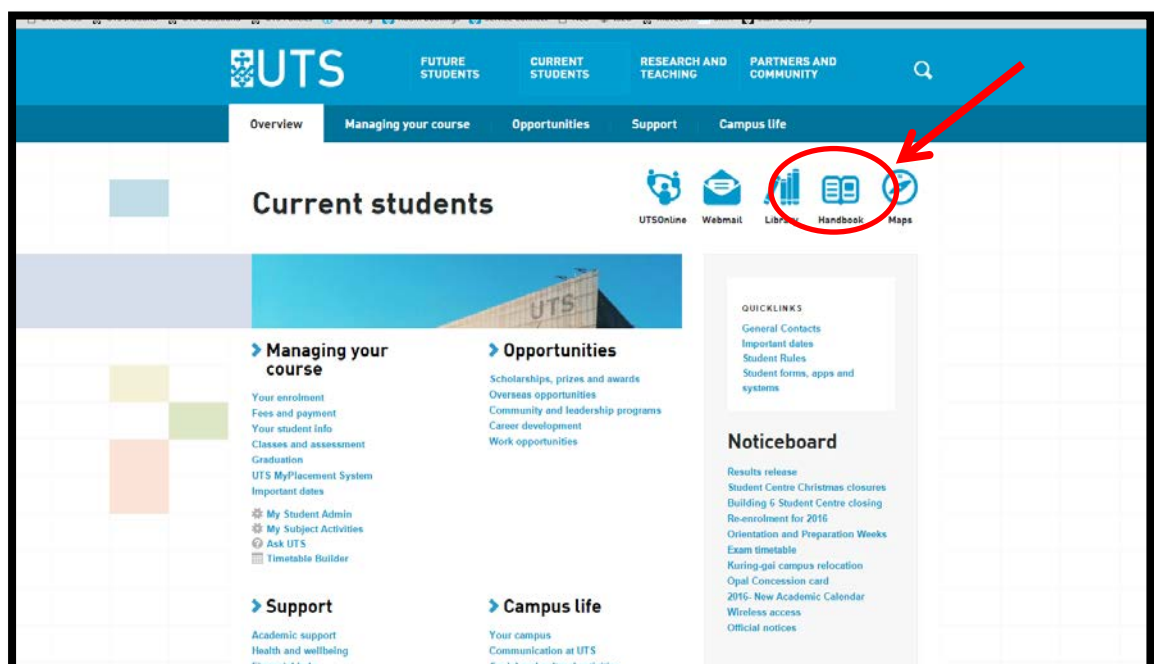 UTS
FUTURE STUDENTS
CURRENT STUDENTS
RESEARCH AND TEACHING
PARTNERS AND COMMUNITY
Overview Managing your course Opportunities Support Campus life
Current students
UTSOnline Webmail Library Handbook Maps
UTS
Managing your course
Your enrolment
Fees and payment
Your student info
Classes and assessment
Graduation
UTS MyPlacement System
Important dates
My Student Admin
My Subject Activities
Ask UTS
Timetable Builder
Opportunities
Scholarships, prizes and awards
Overseas opportunities
Community and leadership programs
Career development
Work opportunities
QUICKLINKS
General Contacts
Important dates
Student Rules
Student forms, apps and
systems
Noticeboard
Results release
Student Centre Christmas closures
Building 6 Student Centre closing
Re-enrolment for 2016
Orientation and Preparation Weeks
Exam timetable
Kuring-gai campus relocation
Opal Concession card
2016- New Academic Calendar
Wireless access
Official notices
Support
Academic support
Health and wellbeing
Campus life
Your campus
Communication at UTS